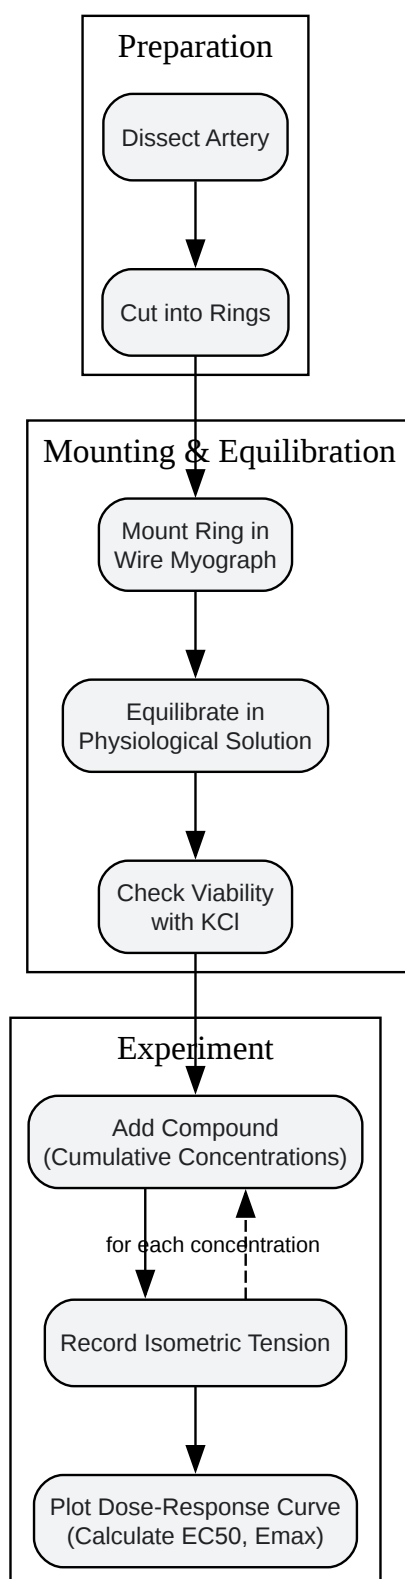 Preparation
Dissect Artery
Cut into Rings
Mounting & Equilibration
Mount Ring in
Wire Myograph
Equilibrate in
Physiological Solution
Check Viability
with KCl
Experiment
Add Compound
(Cumulative Concentrations)
for each concentration
Record Isometric Tension
Plot Dose-Response Curve
(Calculate EC50, Emax)